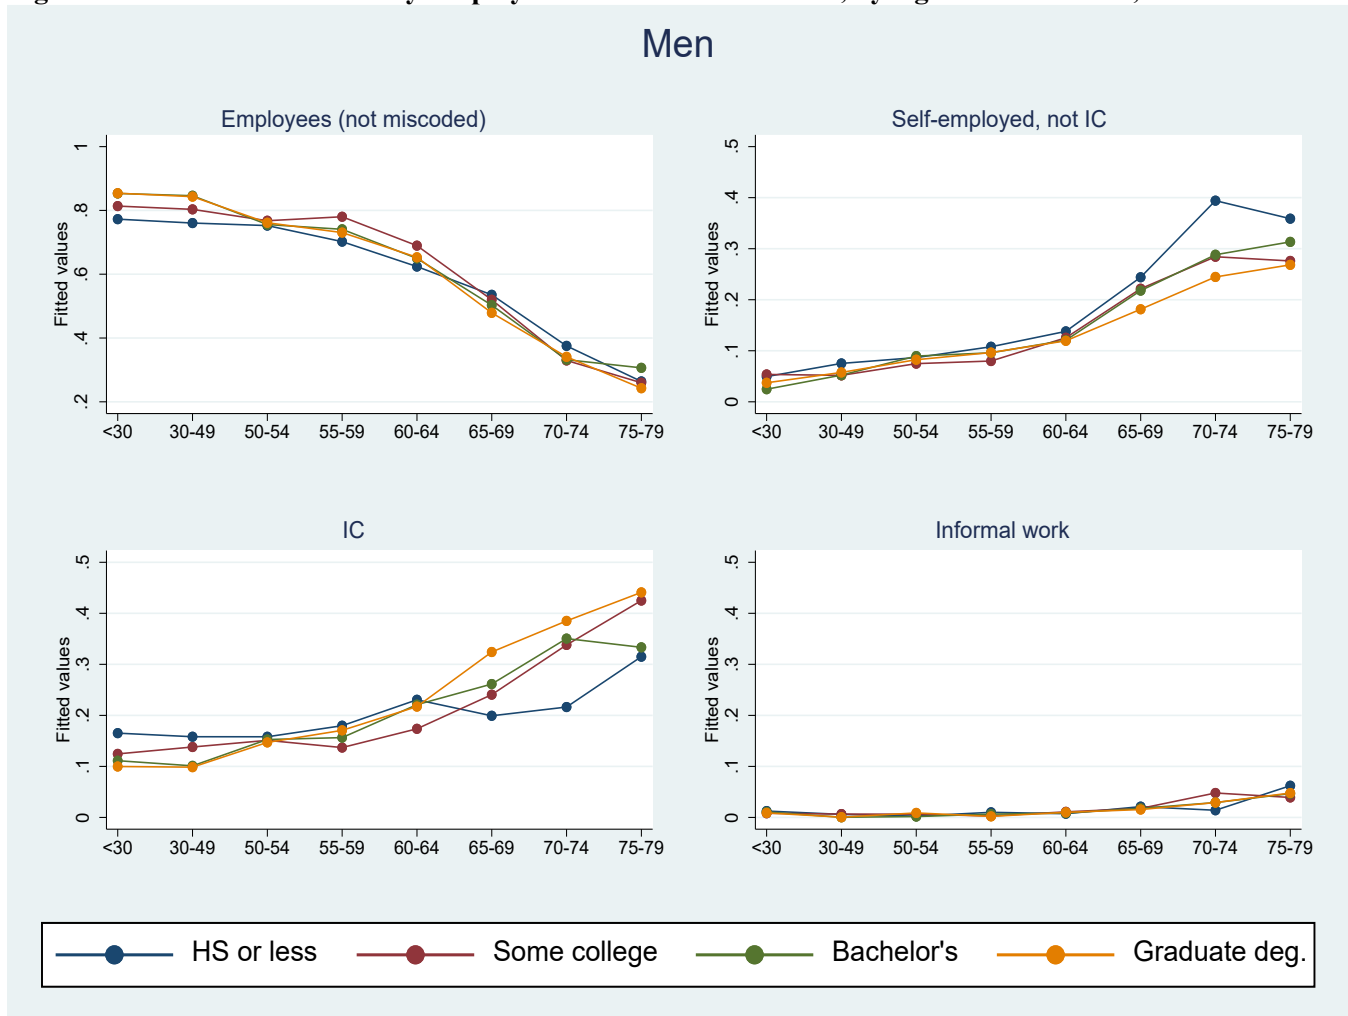 Men
Employees (not miscoded)
Self-employed, not IC
Fitted values
1
.8
.6
.4
.2
<30 30-49 50-54 55-59 60-64 65-69 70-74 75-79
Fitted values
.5
.4
.3
.2
.1
0
<30 30-49 50-54 55-59 60-64 65-69 70-74 75-79
IC
Informal work
Fitted values
.5
.4
.3
.2
.1
0
<30 30-49 50-54 55-59 60-64 65-69 70-74 75-79
Fitted values
.5
.4
.3
.2
.1
0
<30 30-49 50-54 55-59 60-64 65-69 70-74 75-79
HS or less Some college Bachelor's Graduate deg.